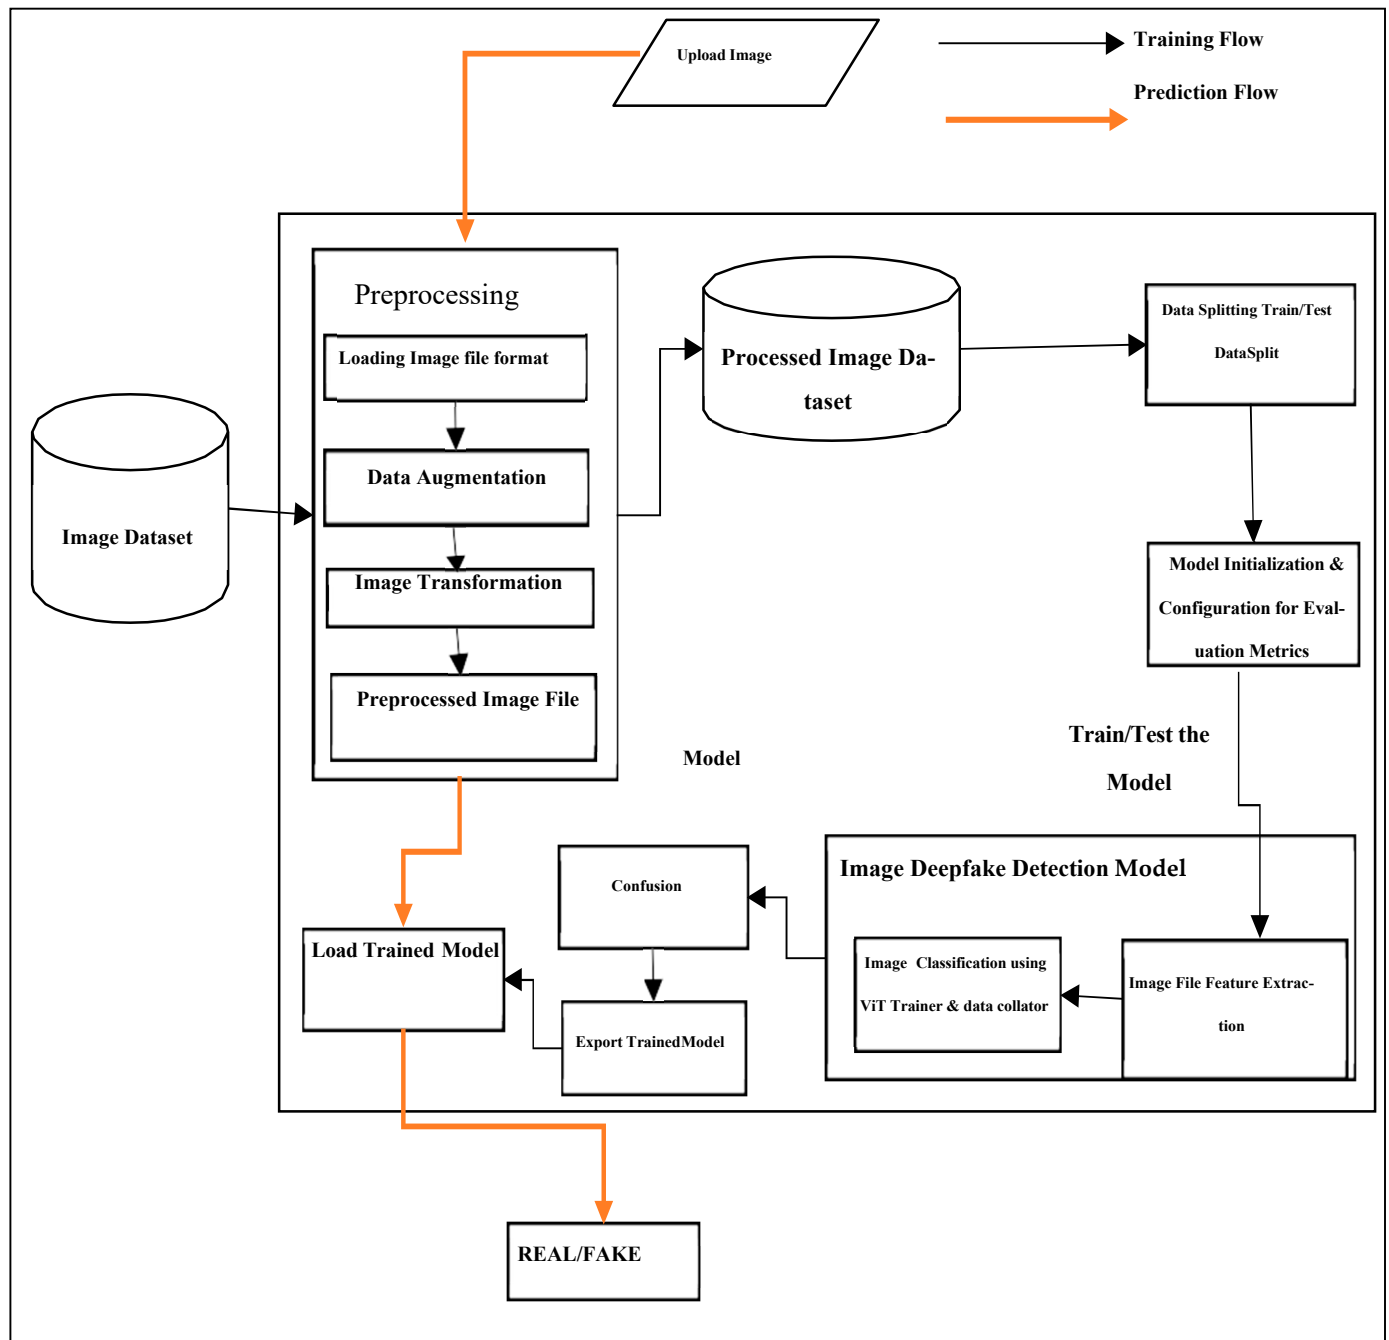 Upload Image
Training Flow
Prediction Flow
Preprocessing
Loading Image file format
Data Augmentation
Image Transformation
Preprocessed Image File
Image Dataset
Processed Image Da-
taset
Data Splitting Train/Test
DataSplit
Model Initialization &
Configuration for Eval-
uation Metrics
Train/Test the
Model
Model
Image Deepfake Detection Model
Image File Feature Extrac-
tion
Image Classification using
ViT Trainer & data collator
Confusion
Export TrainedModel
Load Trained Model
REAL/FAKE